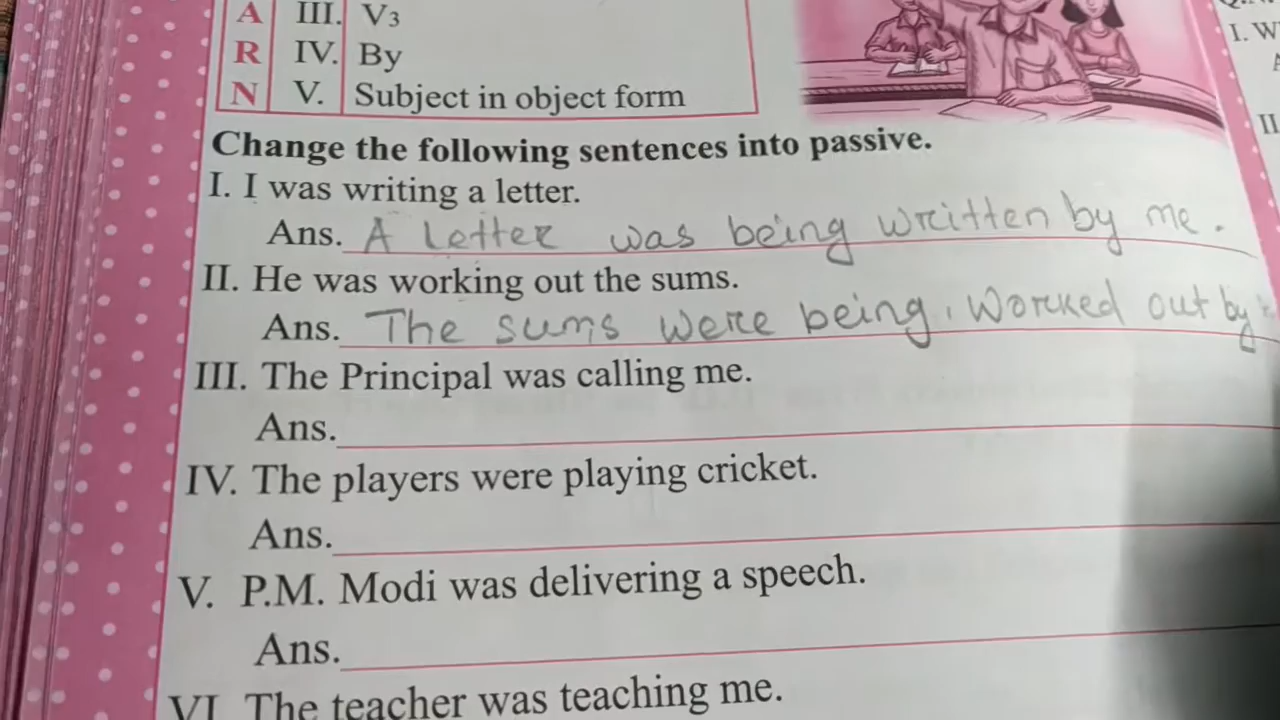 A III. V3
R IV. By
N V. Subject in object form
Change the following sentences into passive.
I. I was writing a letter.
Ans. A letter was being written by me.
II. He was working out the sums.
Ans. The sums were being worked out by
III. The Principal was calling me.
Ans.
IV. The players were playing cricket.
Ans.
V. P.M. Modi was delivering a speech.
Ans.
VI. The teacher was teaching me.
I. W
II